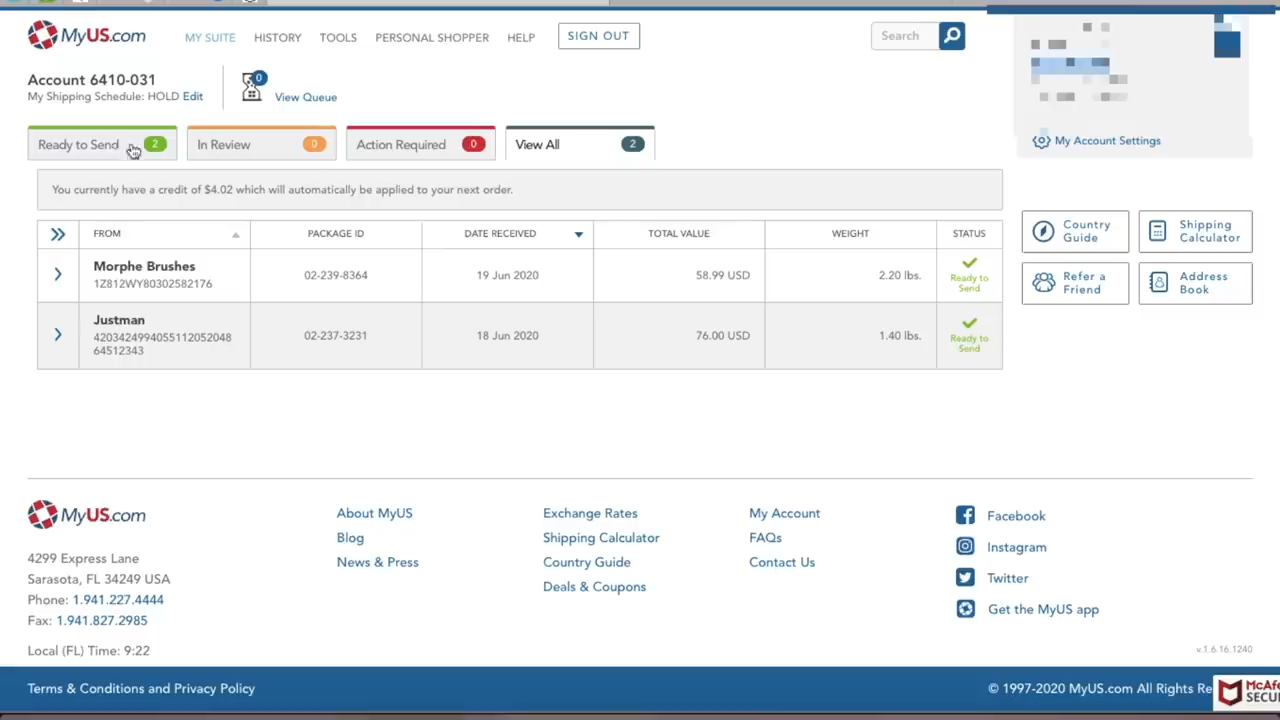 MyUS.com
MY SUITE
HISTORY
TOOLS
PERSONAL SHOPPER
HELP
SIGN OUT
Search
Account 6410-031
My Shipping Schedule: HOLD Edit
0
View Queue
Ready to Send 2
In Review 0
Action Required 0
View All 2
My Account Settings
You currently have a credit of $4.02 which will automatically be applied to your next order.
FROM
PACKAGE ID
DATE RECEIVED
TOTAL VALUE
WEIGHT
STATUS
Morphe Brushes
1Z812WY80302582176
02-239-8364
19 Jun 2020
58.99 USD
2.20 lbs.
Ready to
Send
Justman
4203424994055112052048
64512343
02-237-3231
18 Jun 2020
76.00 USD
1.40 lbs.
Ready to
Send
Country
Guide
Shipping
Calculator
Refer a
Friend
Address
Book
MyUS.com
4299 Express Lane
Sarasota, FL 34249 USA
Phone: 1.941.227.4444
Fax: 1.941.827.2985
Local (FL) Time: 9:22
About MyUS
Blog
News & Press
Exchange Rates
Shipping Calculator
Country Guide
Deals & Coupons
My Account
FAQs
Contact Us
Facebook
Instagram
Twitter
Get the MyUS app
v.1.6.16.1240
Terms & Conditions and Privacy Policy
© 1997-2020 MyUS.com All Rights Re
McAfe
SECU